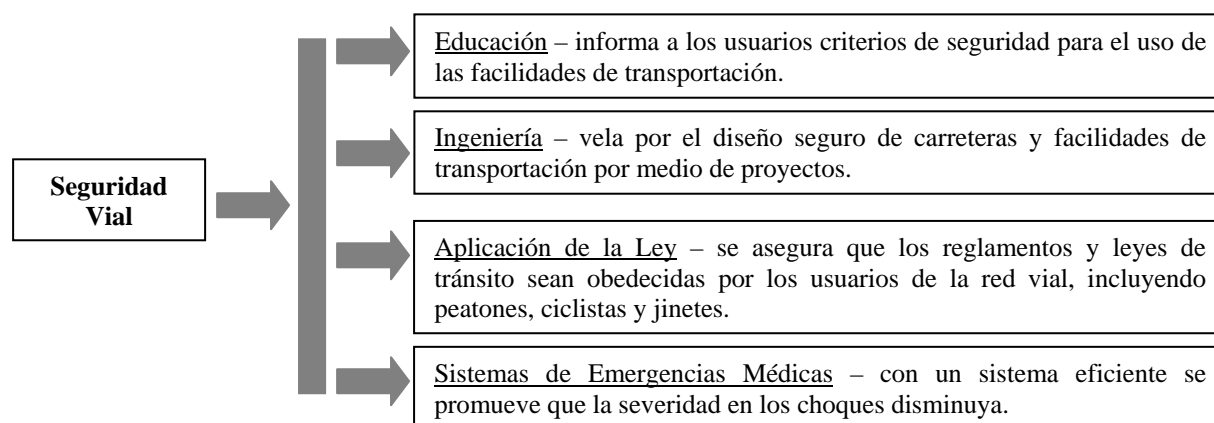 Seguridad
Vial
Educación – informa a los usuarios criterios de seguridad para el uso de
las facilidades de transportación.
Ingeniería – vela por el diseño seguro de carreteras y facilidades de
transportación por medio de proyectos.
Aplicación de la Ley – se asegura que los reglamentos y leyes de
tránsito sean obedecidas por los usuarios de la red vial, incluyendo
peatones, ciclistas y jinetes.
Sistemas de Emergencias Médicas – con un sistema eficiente se
promueve que la severidad en los choques disminuya.